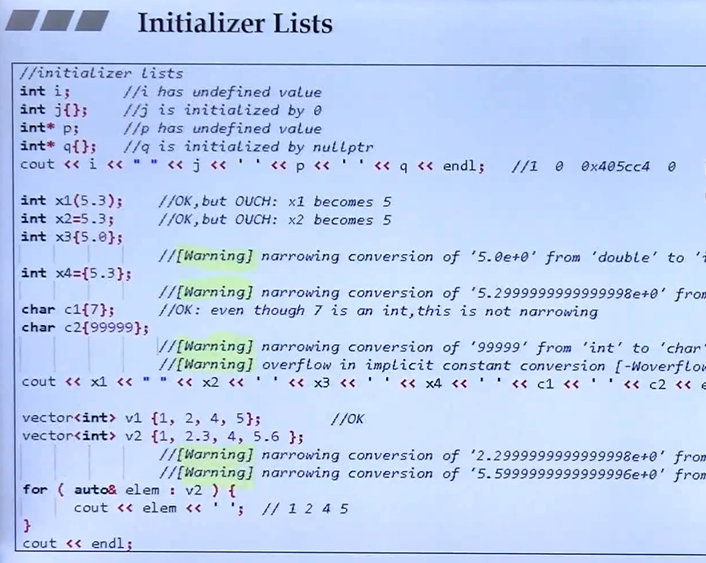 Initializer Lists
//initializer lists
int i;       //i has undefined value
int j{};     //j is initialized by 0
int* p;      //p has undefined value
int* q{};    //q is initialized by nullptr
cout << i << " " << j << ' ' << p << ' ' << q << endl;   //1  0  0x405cc4  0
int x1(5.3);    //OK,but OUCH: x1 becomes 5
int x2=5.3;     //OK,but OUCH: x2 becomes 5
int x3{5.0};
//[Warning] narrowing conversion of '5.0e+0' from 'double' to
int x4={5.3};
//[Warning] narrowing conversion of '5.2999999999999998e+0' from
char c1{7};     //OK: even though 7 is an int,this is not narrowing
char c2{99999};
//[Warning] narrowing conversion of '99999' from 'int' to 'char'
//[Warning] overflow in implicit constant conversion [-Woverflow
cout << x1 << " " << x2 << ' ' << x3 << ' ' << x4 << ' ' << c1 << ' ' << c2 <<
vector<int> v1 {1, 2, 4, 5};        //OK
vector<int> v2 {1, 2.3, 4, 5.6 };
//[Warning] narrowing conversion of '2.2999999999999998e+0' from
//[Warning] narrowing conversion of '5.5999999999999996e+0' from
for ( auto& elem : v2 ) {
cout << elem << ' ';  // 1 2 4 5
}
cout << endl;